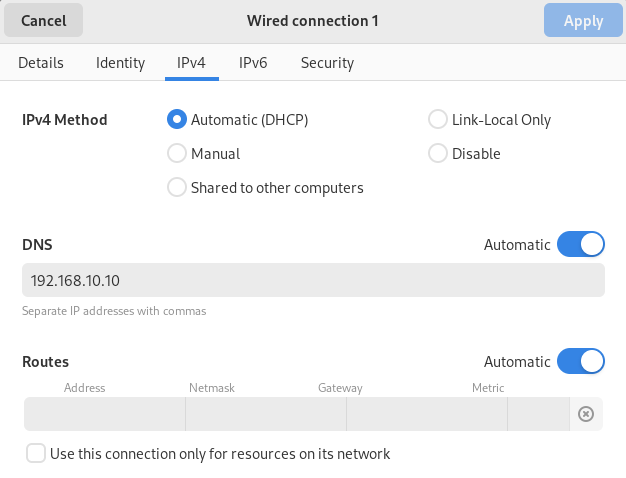 Cancel Wired connection 1 Apply
Details Identity IPv4 IPv6 Security
IPv4 Method Automatic (DHCP) Link-Local Only
Manual Disable
Shared to other computers
DNS Automatic
192.168.10.10
Separate IP addresses with commas
Routes Automatic
Address Netmask Gateway Metric
Use this connection only for resources on its network